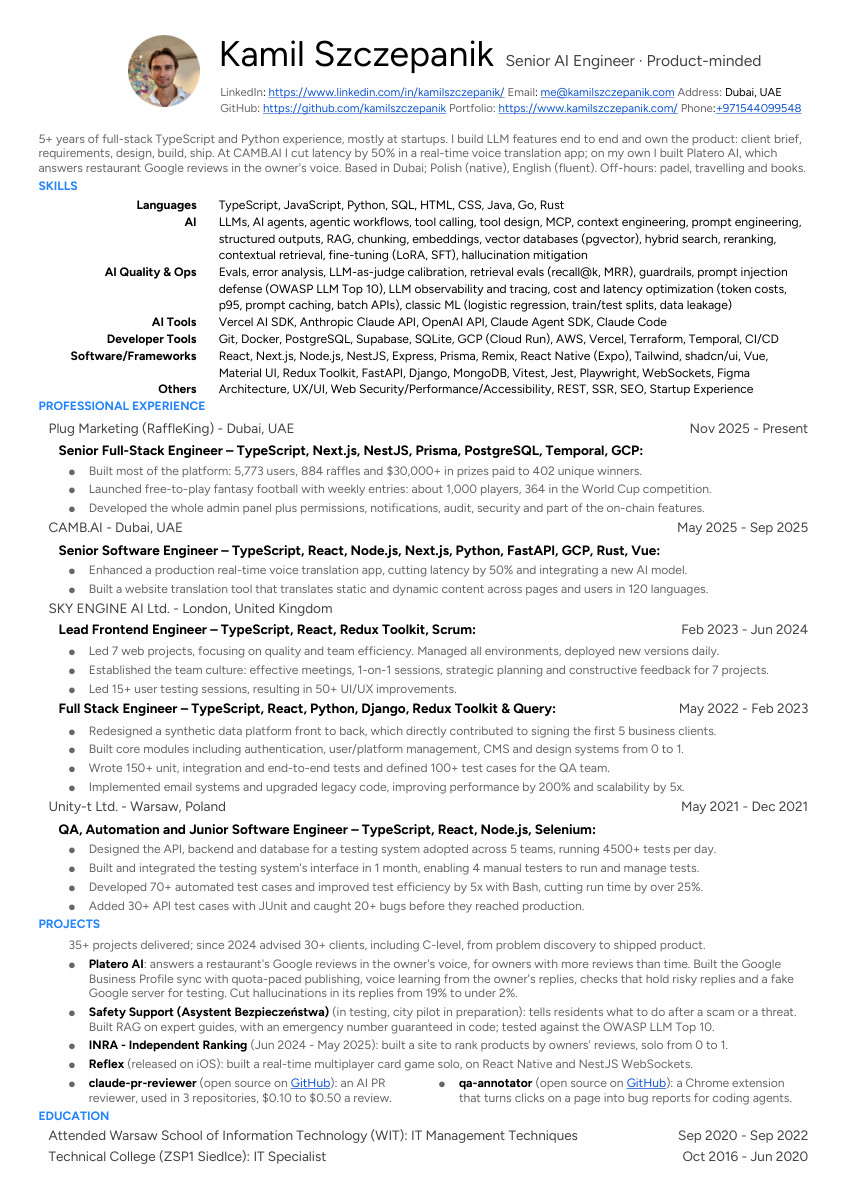 Kamil Szczepanik Senior AI Engineer · Product-minded
LinkedIn: https://www.linkedin.com/in/kamilszczepanik/ Email: me@kamilszczepanik.com Address: Dubai, UAE
GitHub: https://github.com/kamilszczepanik Portfolio: https://www.kamilszczepanik.com/ Phone:+971544099548
5+ years of full-stack TypeScript and Python experience, mostly at startups. I build LLM features end to end and own the product: client brief,
requirements, design, build, ship. At CAMB.AI I cut latency by 50% in a real-time voice translation app; on my own I built Platero AI, which
answers restaurant Google reviews in the owner's voice. Based in Dubai; Polish (native), English (fluent). Off-hours: padel, travelling and books.
SKILLS
Languages TypeScript, JavaScript, Python, SQL, HTML, CSS, Java, Go, Rust
AI LLMs, AI agents, agentic workflows, tool calling, tool design, MCP, context engineering, prompt engineering,
structured outputs, RAG, chunking, embeddings, vector databases (pgvector), hybrid search, reranking,
contextual retrieval, fine-tuning (LoRA, SFT), hallucination mitigation
AI Quality & Ops Evals, error analysis, LLM-as-judge calibration, retrieval evals (recall@k, MRR), guardrails, prompt injection
defense (OWASP LLM Top 10), LLM observability and tracing, cost and latency optimization (token costs,
p95, prompt caching, batch APIs), classic ML (logistic regression, train/test splits, data leakage)
AI Tools Vercel AI SDK, Anthropic Claude API, OpenAI API, Claude Agent SDK, Claude Code
Developer Tools Git, Docker, PostgreSQL, Supabase, SQLite, GCP (Cloud Run), AWS, Vercel, Terraform, Temporal, CI/CD
Software/Frameworks React, Next.js, Node.js, NestJS, Express, Prisma, Remix, React Native (Expo), Tailwind, shadcn/ui, Vue,
Material UI, Redux Toolkit, FastAPI, Django, MongoDB, Vitest, Jest, Playwright, WebSockets, Figma
Others Architecture, UX/UI, Web Security/Performance/Accessibility, REST, SSR, SEO, Startup Experience
PROFESSIONAL EXPERIENCE
Plug Marketing (RaffleKing) - Dubai, UAE Nov 2025 - Present
Senior Full-Stack Engineer – TypeScript, Next.js, NestJS, Prisma, PostgreSQL, Temporal, GCP:
● Built most of the platform: 5,773 users, 884 raffles and $30,000+ in prizes paid to 402 unique winners.
● Launched free-to-play fantasy football with weekly entries: about 1,000 players, 364 in the World Cup competition.
● Developed the whole admin panel plus permissions, notifications, audit, security and part of the on-chain features.
CAMB.AI - Dubai, UAE May 2025 - Sep 2025
Senior Software Engineer – TypeScript, React, Node.js, Next.js, Python, FastAPI, GCP, Rust, Vue:
● Enhanced a production real-time voice translation app, cutting latency by 50% and integrating a new AI model.
● Built a website translation tool that translates static and dynamic content across pages and users in 120 languages.
SKY ENGINE AI Ltd. - London, United Kingdom
Lead Frontend Engineer – TypeScript, React, Redux Toolkit, Scrum: Feb 2023 - Jun 2024
● Led 7 web projects, focusing on quality and team efficiency. Managed all environments, deployed new versions daily.
● Established the team culture: effective meetings, 1-on-1 sessions, strategic planning and constructive feedback for 7 projects.
● Led 15+ user testing sessions, resulting in 50+ UI/UX improvements.
Full Stack Engineer – TypeScript, React, Python, Django, Redux Toolkit & Query: May 2022 - Feb 2023
● Redesigned a synthetic data platform front to back, which directly contributed to signing the first 5 business clients.
● Built core modules including authentication, user/platform management, CMS and design systems from 0 to 1.
● Wrote 150+ unit, integration and end-to-end tests and defined 100+ test cases for the QA team.
● Implemented email systems and upgraded legacy code, improving performance by 200% and scalability by 5x.
Unity-t Ltd. - Warsaw, Poland May 2021 - Dec 2021
QA, Automation and Junior Software Engineer – TypeScript, React, Node.js, Selenium:
● Designed the API, backend and database for a testing system adopted across 5 teams, running 4500+ tests per day.
● Built and integrated the testing system's interface in 1 month, enabling 4 manual testers to run and manage tests.
● Developed 70+ automated test cases and improved test efficiency by 5x with Bash, cutting run time by over 25%.
● Added 30+ API test cases with JUnit and caught 20+ bugs before they reached production.
PROJECTS
35+ projects delivered; since 2024 advised 30+ clients, including C-level, from problem discovery to shipped product.
● Platero AI: answers a restaurant's Google reviews in the owner's voice, for owners with more reviews than time. Built the Google
Business Profile sync with quota-paced publishing, voice learning from the owner's replies, checks that hold risky replies and a fake
Google server for testing. Cut hallucinations in its replies from 19% to under 2%.
● Safety Support (Asystent Bezpieczeństwa) (in testing, city pilot in preparation): tells residents what to do after a scam or a threat.
Built RAG on expert guides, with an emergency number guaranteed in code; tested against the OWASP LLM Top 10.
● INRA - Independent Ranking (Jun 2024 - May 2025): built a site to rank products by owners' reviews, solo from 0 to 1.
● Reflex (released on iOS): built a real-time multiplayer card game solo, on React Native and NestJS WebSockets.
● claude-pr-reviewer (open source on GitHub): an AI PR
reviewer, used in 3 repositories, $0.10 to $0.50 a review.
● qa-annotator (open source on GitHub): a Chrome extension
that turns clicks on a page into bug reports for coding agents.
EDUCATION
Attended Warsaw School of Information Technology (WIT): IT Management Techniques Sep 2020 - Sep 2022
Technical College (ZSP1 Siedlce): IT Specialist Oct 2016 - Jun 2020